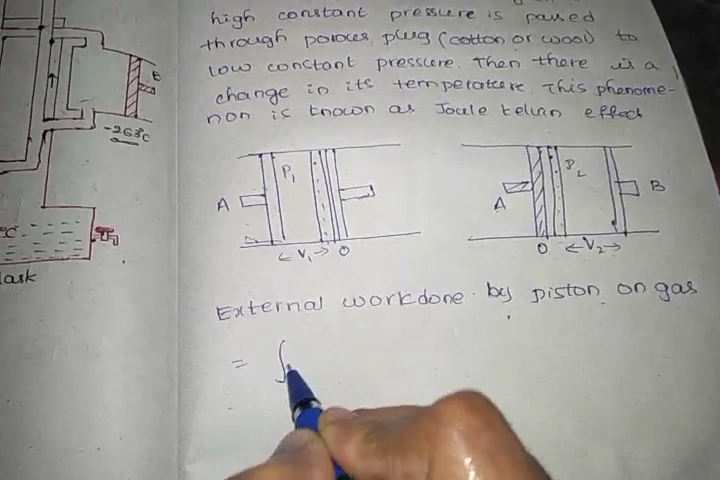 high constant pressure is passed
through porous plug (cotton or wool) to
low constant pressure. Then there is a
change in its temperature. This phenome-
non is known as Joule kelvin effect
-263°C
P₁
A
← V₁ → O
P₂
A
B
O ← V₂ →
°C
lask
External workdone by piston on gas
= ∫